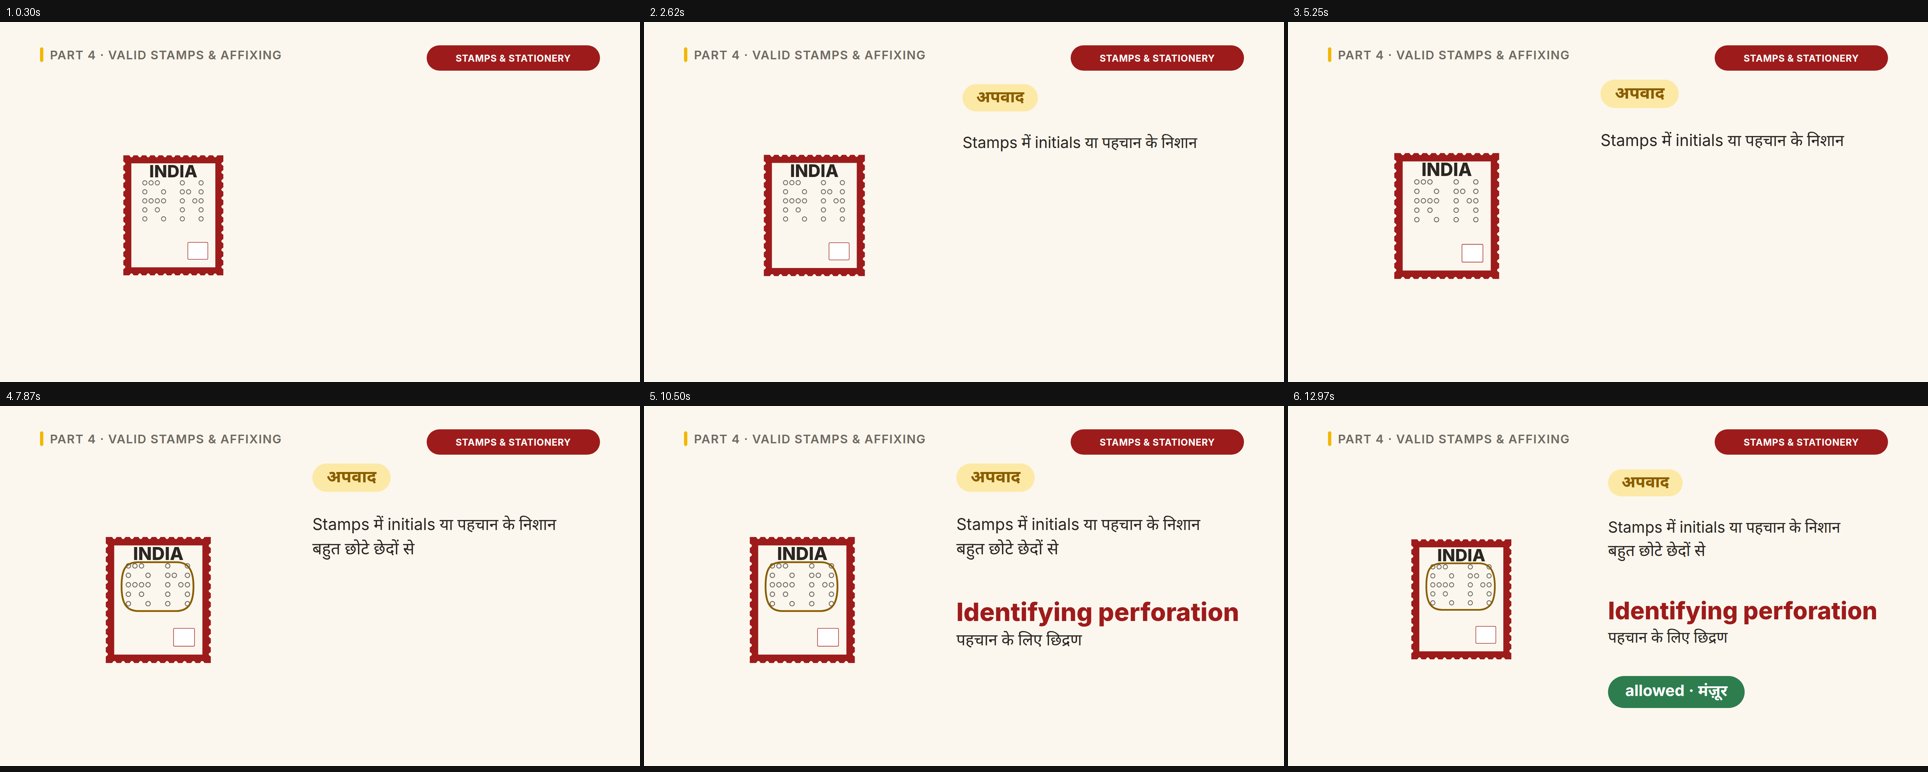 1. 0.30s
PART 4 · VALID STAMPS & AFFIXING
STAMPS & STATIONERY
INDIA
2. 2.62s
PART 4 · VALID STAMPS & AFFIXING
STAMPS & STATIONERY
अपवाद
Stamps में initials या पहचान के निशान
INDIA
3. 5.25s
PART 4 · VALID STAMPS & AFFIXING
STAMPS & STATIONERY
अपवाद
Stamps में initials या पहचान के निशान
INDIA
4. 7.87s
PART 4 · VALID STAMPS & AFFIXING
STAMPS & STATIONERY
अपवाद
Stamps में initials या पहचान के निशान
बहुत छोटे छेदों से
INDIA
5. 10.50s
PART 4 · VALID STAMPS & AFFIXING
STAMPS & STATIONERY
अपवाद
Stamps में initials या पहचान के निशान
बहुत छोटे छेदों से
INDIA
Identifying perforation
पहचान के लिए छिद्रण
6. 12.97s
PART 4 · VALID STAMPS & AFFIXING
STAMPS & STATIONERY
अपवाद
Stamps में initials या पहचान के निशान
बहुत छोटे छेदों से
INDIA
Identifying perforation
पहचान के लिए छिद्रण
allowed · मंज़ूर